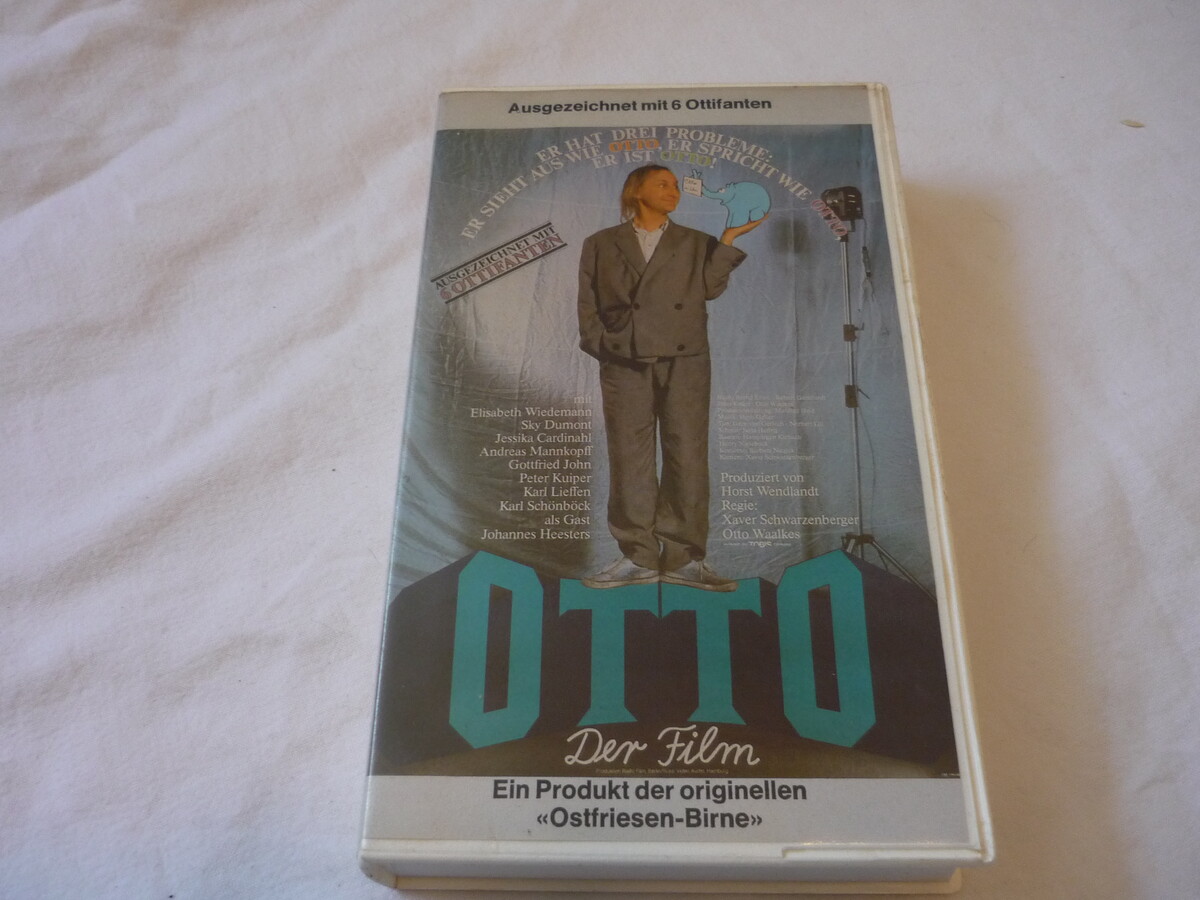 Ausgezeichnet mit 6 Ottifanten
ER HAT DREI PROBLEME:
ER SIEHT AUS WIE OTTO, ER SPRICHT WIE OTTO,
ER IST OTTO!
AUSGEZEICHNET MIT
6 OTTIFANTEN
mit
Elisabeth Wiedemann
Sky Dumont
Jessika Cardinahl
Andreas Mannkopff
Gottfried John
Peter Kuiper
Karl Lieffen
Karl Schönböck
als Gast
Johannes Heesters
Produziert von
Horst Wendlandt
Regie:
Xaver Schwarzenberger
Otto Waalkes
OTTO
Der Film
Ein Produkt der originellen
«Ostfriesen-Birne»